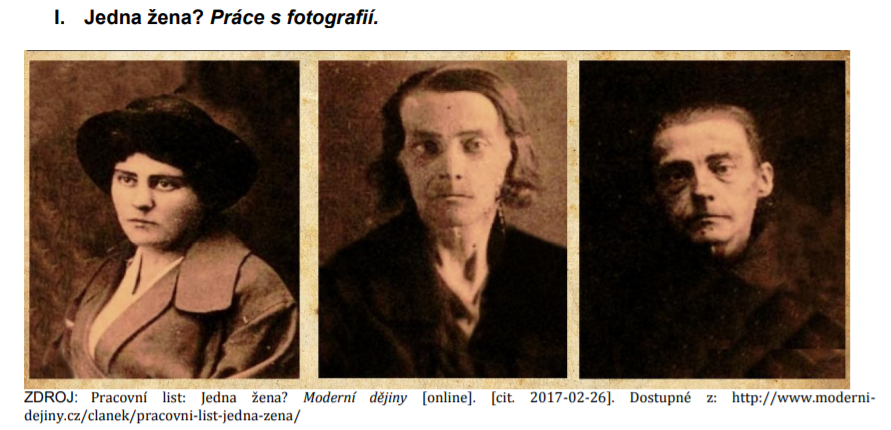 I. Jedna žena? Práce s fotografií.
ZDROJ: Pracovní list: Jedna žena? Moderní dějiny [online]. [cit. 2017-02-26]. Dostupné z: http://www.moderni-
dejiny.cz/clanek/pracovni-list-jedna-zena/